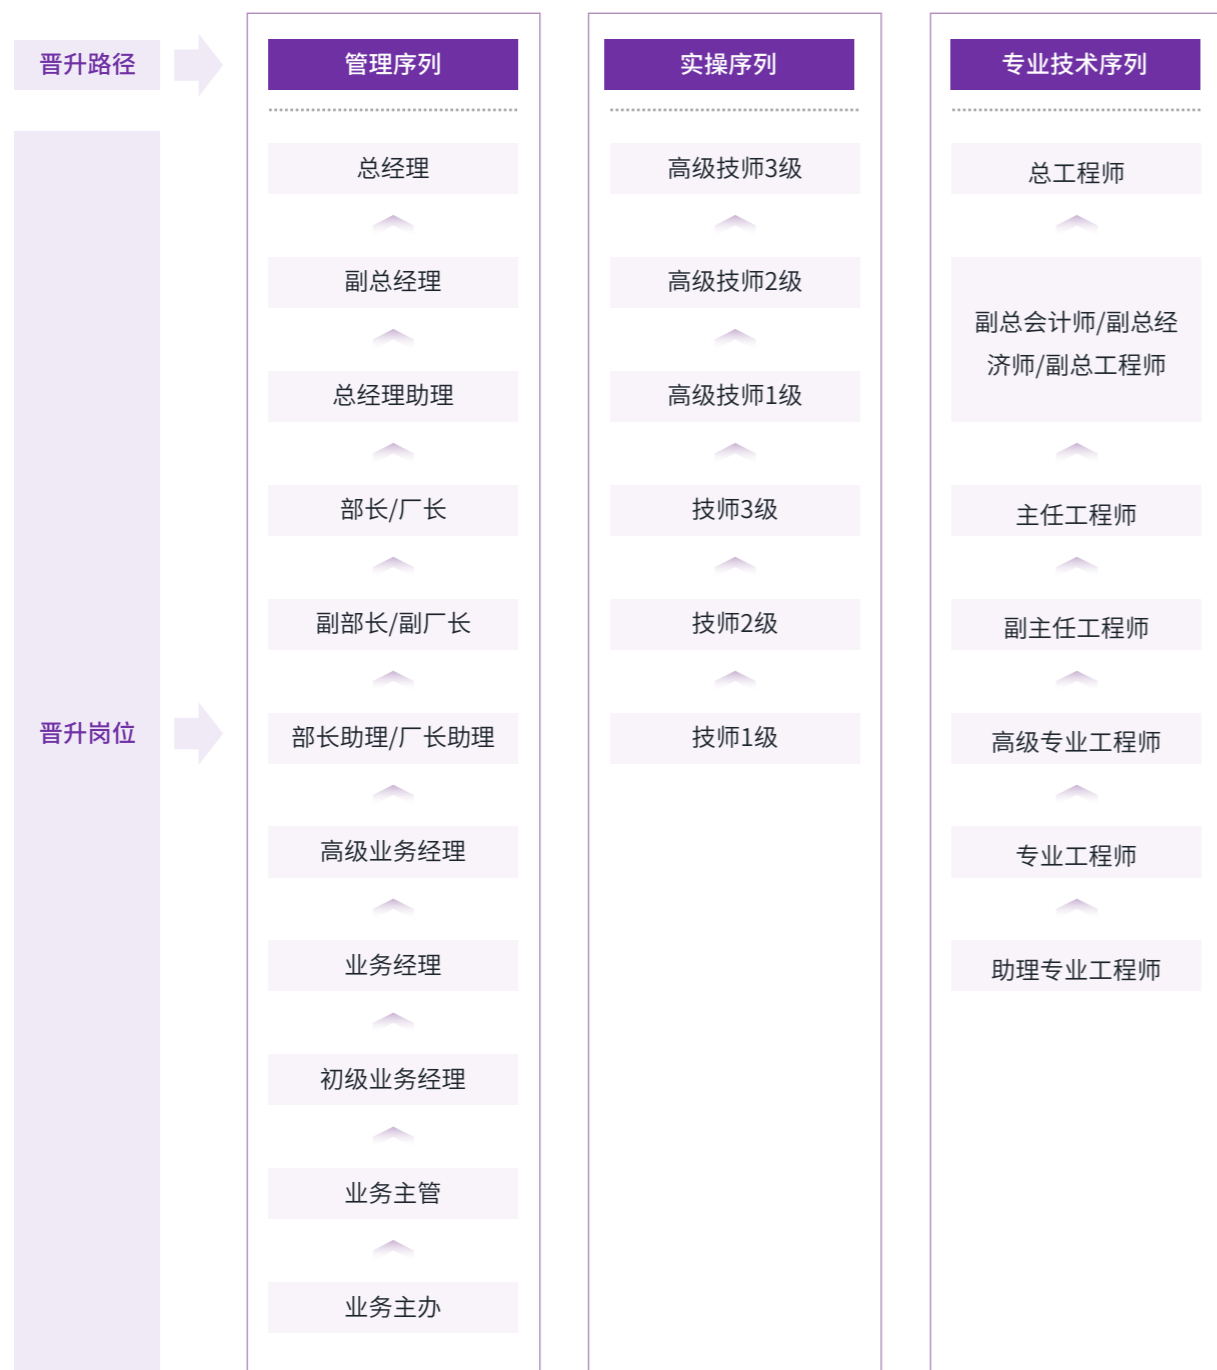 晋升路径
管理序列
实操序列
专业技术序列
晋升岗位
总经理
副总经理
总经理助理
部长/厂长
副部长/副厂长
部长助理/厂长助理
高级业务经理
业务经理
初级业务经理
业务主管
业务主办
高级技师3级
高级技师2级
高级技师1级
技师3级
技师2级
技师1级
总工程师
副总会计师/副总经
济师/副总工程师
主任工程师
副主任工程师
高级专业工程师
专业工程师
助理专业工程师